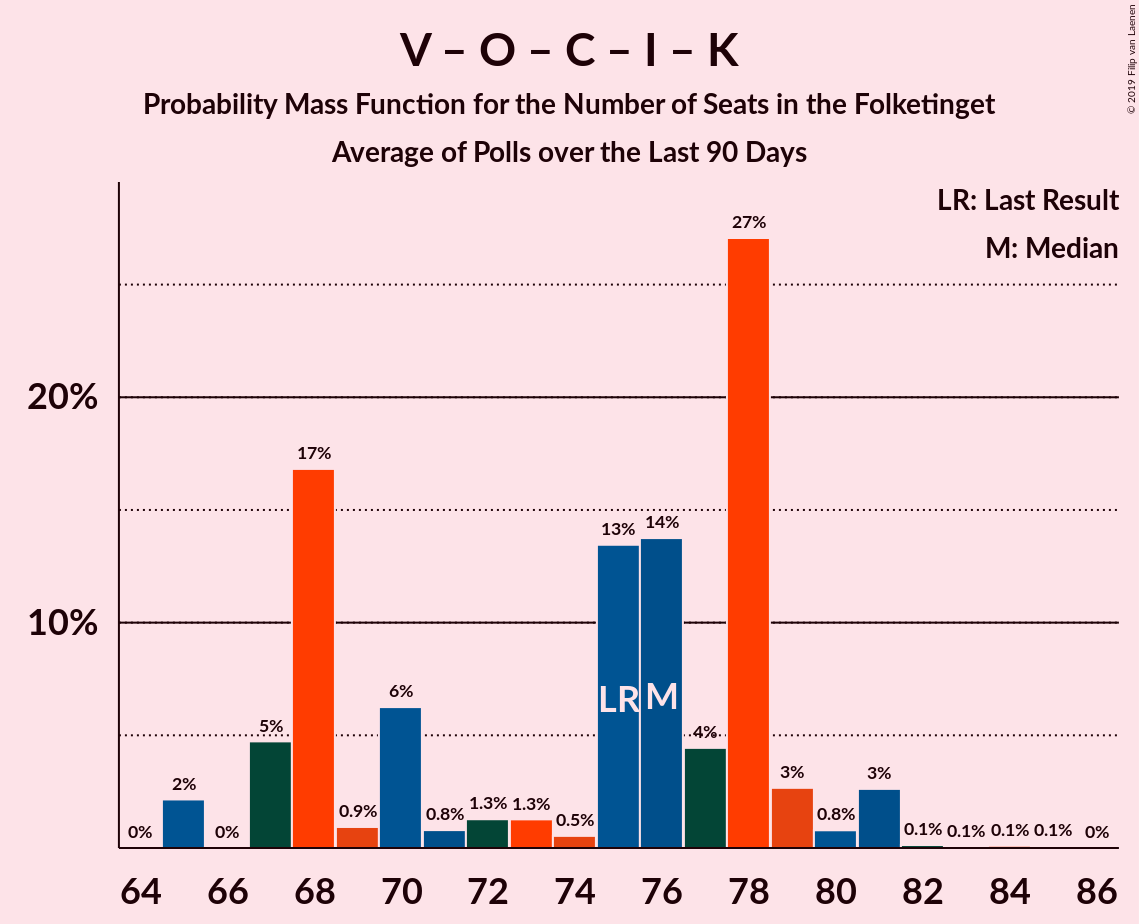 V – O – C – I – K
Probability Mass Function for the Number of Seats in the Folketinget
Average of Polls over the Last 90 Days
© 2019 Filip van Laenen
LR: Last Result
M: Median
20%
10%
0%
2%
0%
5%
17%
0.9%
6%
0.8%
1.3%
1.3%
0.5%
13%
14%
4%
27%
3%
0.8%
3%
0.1%
0.1%
0.1%
0.1%
0%
LR
M
64 66 68 70 72 74 76 78 80 82 84 86